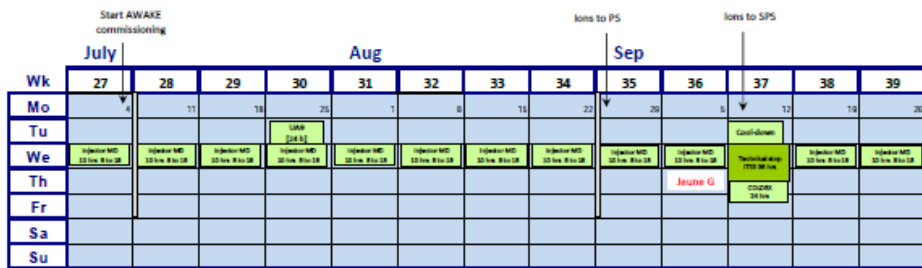 Start AWAKE
commissioning
Ions to PS
Ions to SPS
July Aug Sep
Wk 27 28 29 30 31 32 33 34 35 36 37 38 39
Mo 4 11 18 25 1 8 15 22 29 5 12 19 26
Tu UA9 Cool-down
[24 h]
We Injector MD Injector MD Injector MD Injector MD Injector MD Injector MD Injector MD Injector MD Injector MD Injector MD Technical stop Injector MD Injector MD
10 hrs 8 to 18 10 hrs 8 to 18 10 hrs 8 to 18 10 hrs 8 to 18 10 hrs 8 to 18 10 hrs 8 to 18 10 hrs 8 to 18 10 hrs 8 to 18 10 hrs 8 to 18 10 hrs 8 to 18 36 hrs 10 hrs 8 to 18 10 hrs 8 to 18
Th Jeune G COLDEX
24 hrs
Fr
Sa
Su